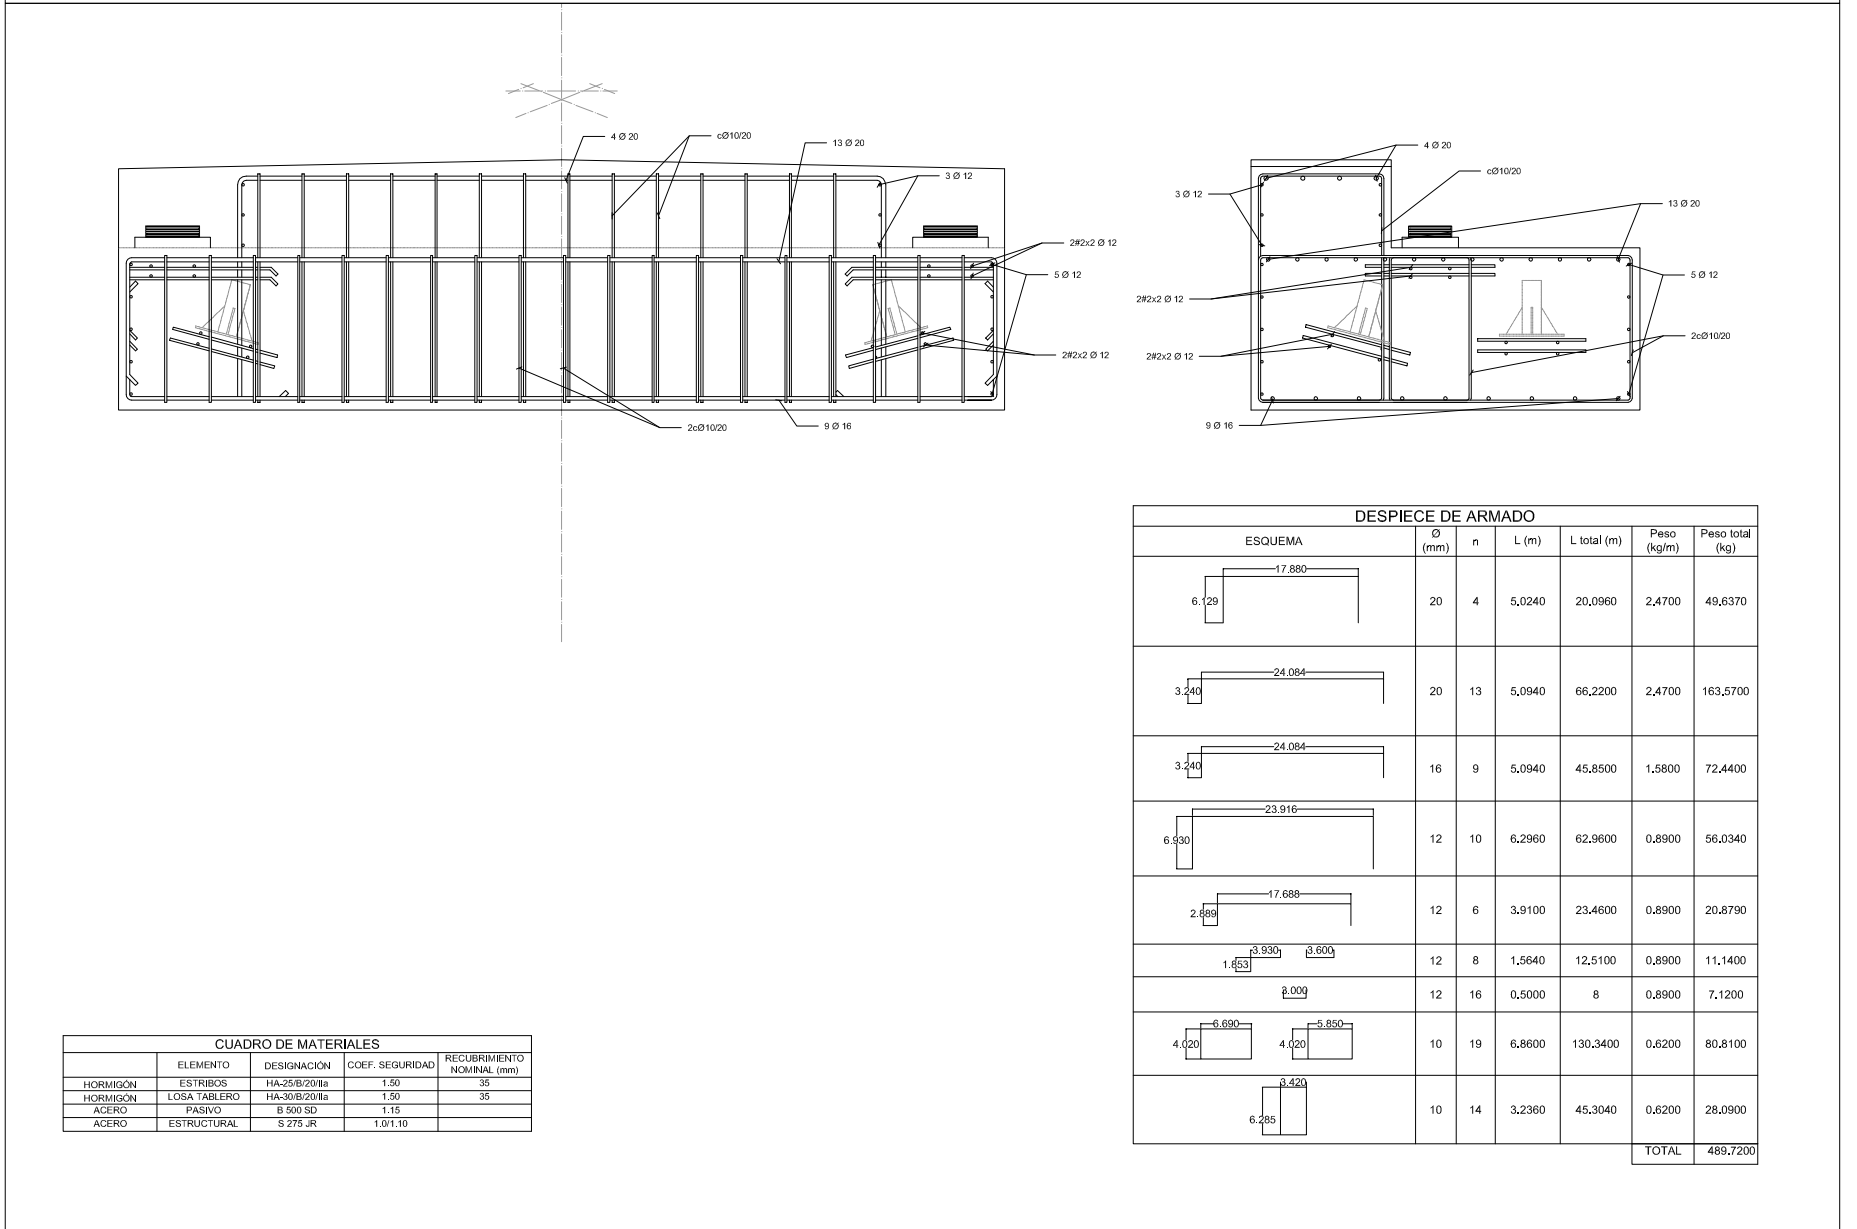 4 Ø 20
cØ10/20
13 Ø 20
3 Ø 12
2#2x2 Ø 12
5 Ø 12
2#2x2 Ø 12
2cØ10/20
9 Ø 16
4 Ø 20
cØ10/20
3 Ø 12
13 Ø 20
5 Ø 12
2#2x2 Ø 12
2cØ10/20
2#2x2 Ø 12
9 Ø 16
DESPIECE DE ARMADO
ESQUEMA Ø (mm) n L (m) L total (m) Peso (kg/m) Peso total (kg)
17.880
6.129 20 4 5.0240 20.0960 2.4700 49.6370
24.084
3.240 20 13 5.0940 66.2200 2.4700 163.5700
24.084
3.240 16 9 5.0940 45.8500 1.5800 72.4400
23.916
6.930 12 10 6.2960 62.9600 0.8900 56.0340
17.688
2.889 12 6 3.9100 23.4600 0.8900 20.8790
3.930 3.600
1.853 12 8 1.5640 12.5100 0.8900 11.1400
3.000 12 16 0.5000 8 0.8900 7.1200
6.690 5.850
4.020 4.020 10 19 6.8600 130.3400 0.6200 80.8100
3.420
6.285 10 14 3.2360 45.3040 0.6200 28.0900
TOTAL 489.7200
CUADRO DE MATERIALES
ELEMENTO DESIGNACIÓN COEF. SEGURIDAD RECUBRIMIENTO NOMINAL (mm)
HORMIGÓN ESTRIBOS HA-25/B/20/IIa 1.50 35
HORMIGÓN LOSA TABLERO HA-30/B/20/IIa 1.50 35
ACERO PASIVO B 500 SD 1.15
ACERO ESTRUCTURAL S 275 JR 1.0/1.10